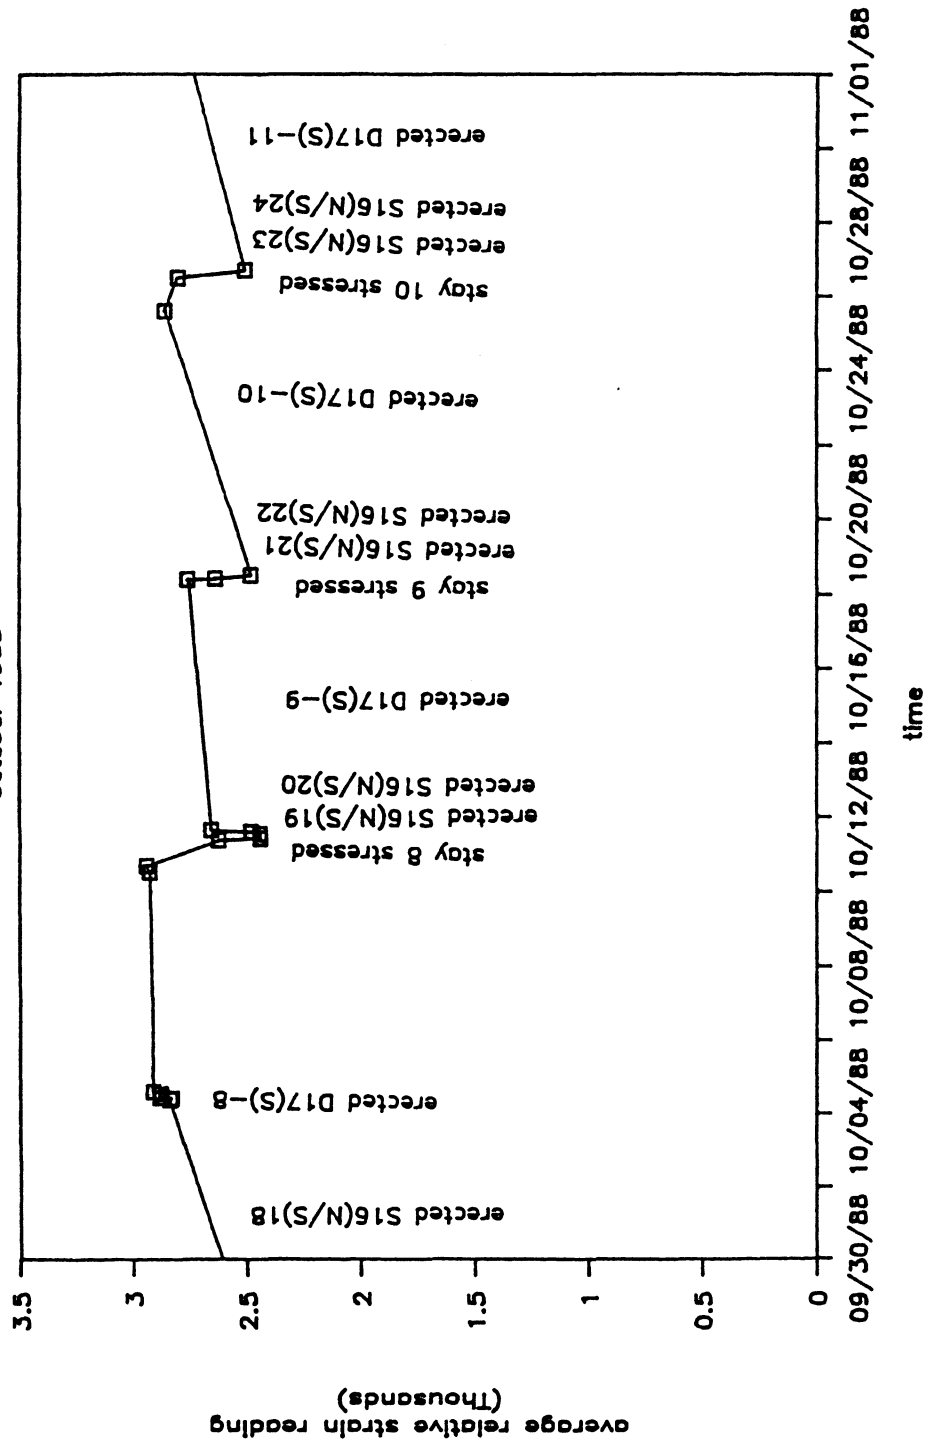 3.5
3
2.5
2
1.5
1
0.5
0
average relative strain reading
(Thousands)
erected S16(N/S)18
erected D17(S)-8
stay 8 stressed
erected S16(N/S)19
erected S16(N/S)20
erected D17(S)-9
stay 9 stressed
erected S16(N/S)21
erected S16(N/S)22
erected D17(S)-10
stay 10 stressed
erected S16(N/S)23
erected S16(N/S)24
erected D17(S)-11
09/30/88 10/04/88 10/08/88 10/12/88 10/16/88 10/20/88 10/24/88 10/28/88 11/01/88
time